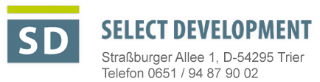 SD
SELECT DEVELOPMENT
Straßburger Allee 1, D-54295 Trier
Telefon 0651 / 94 87 90 02